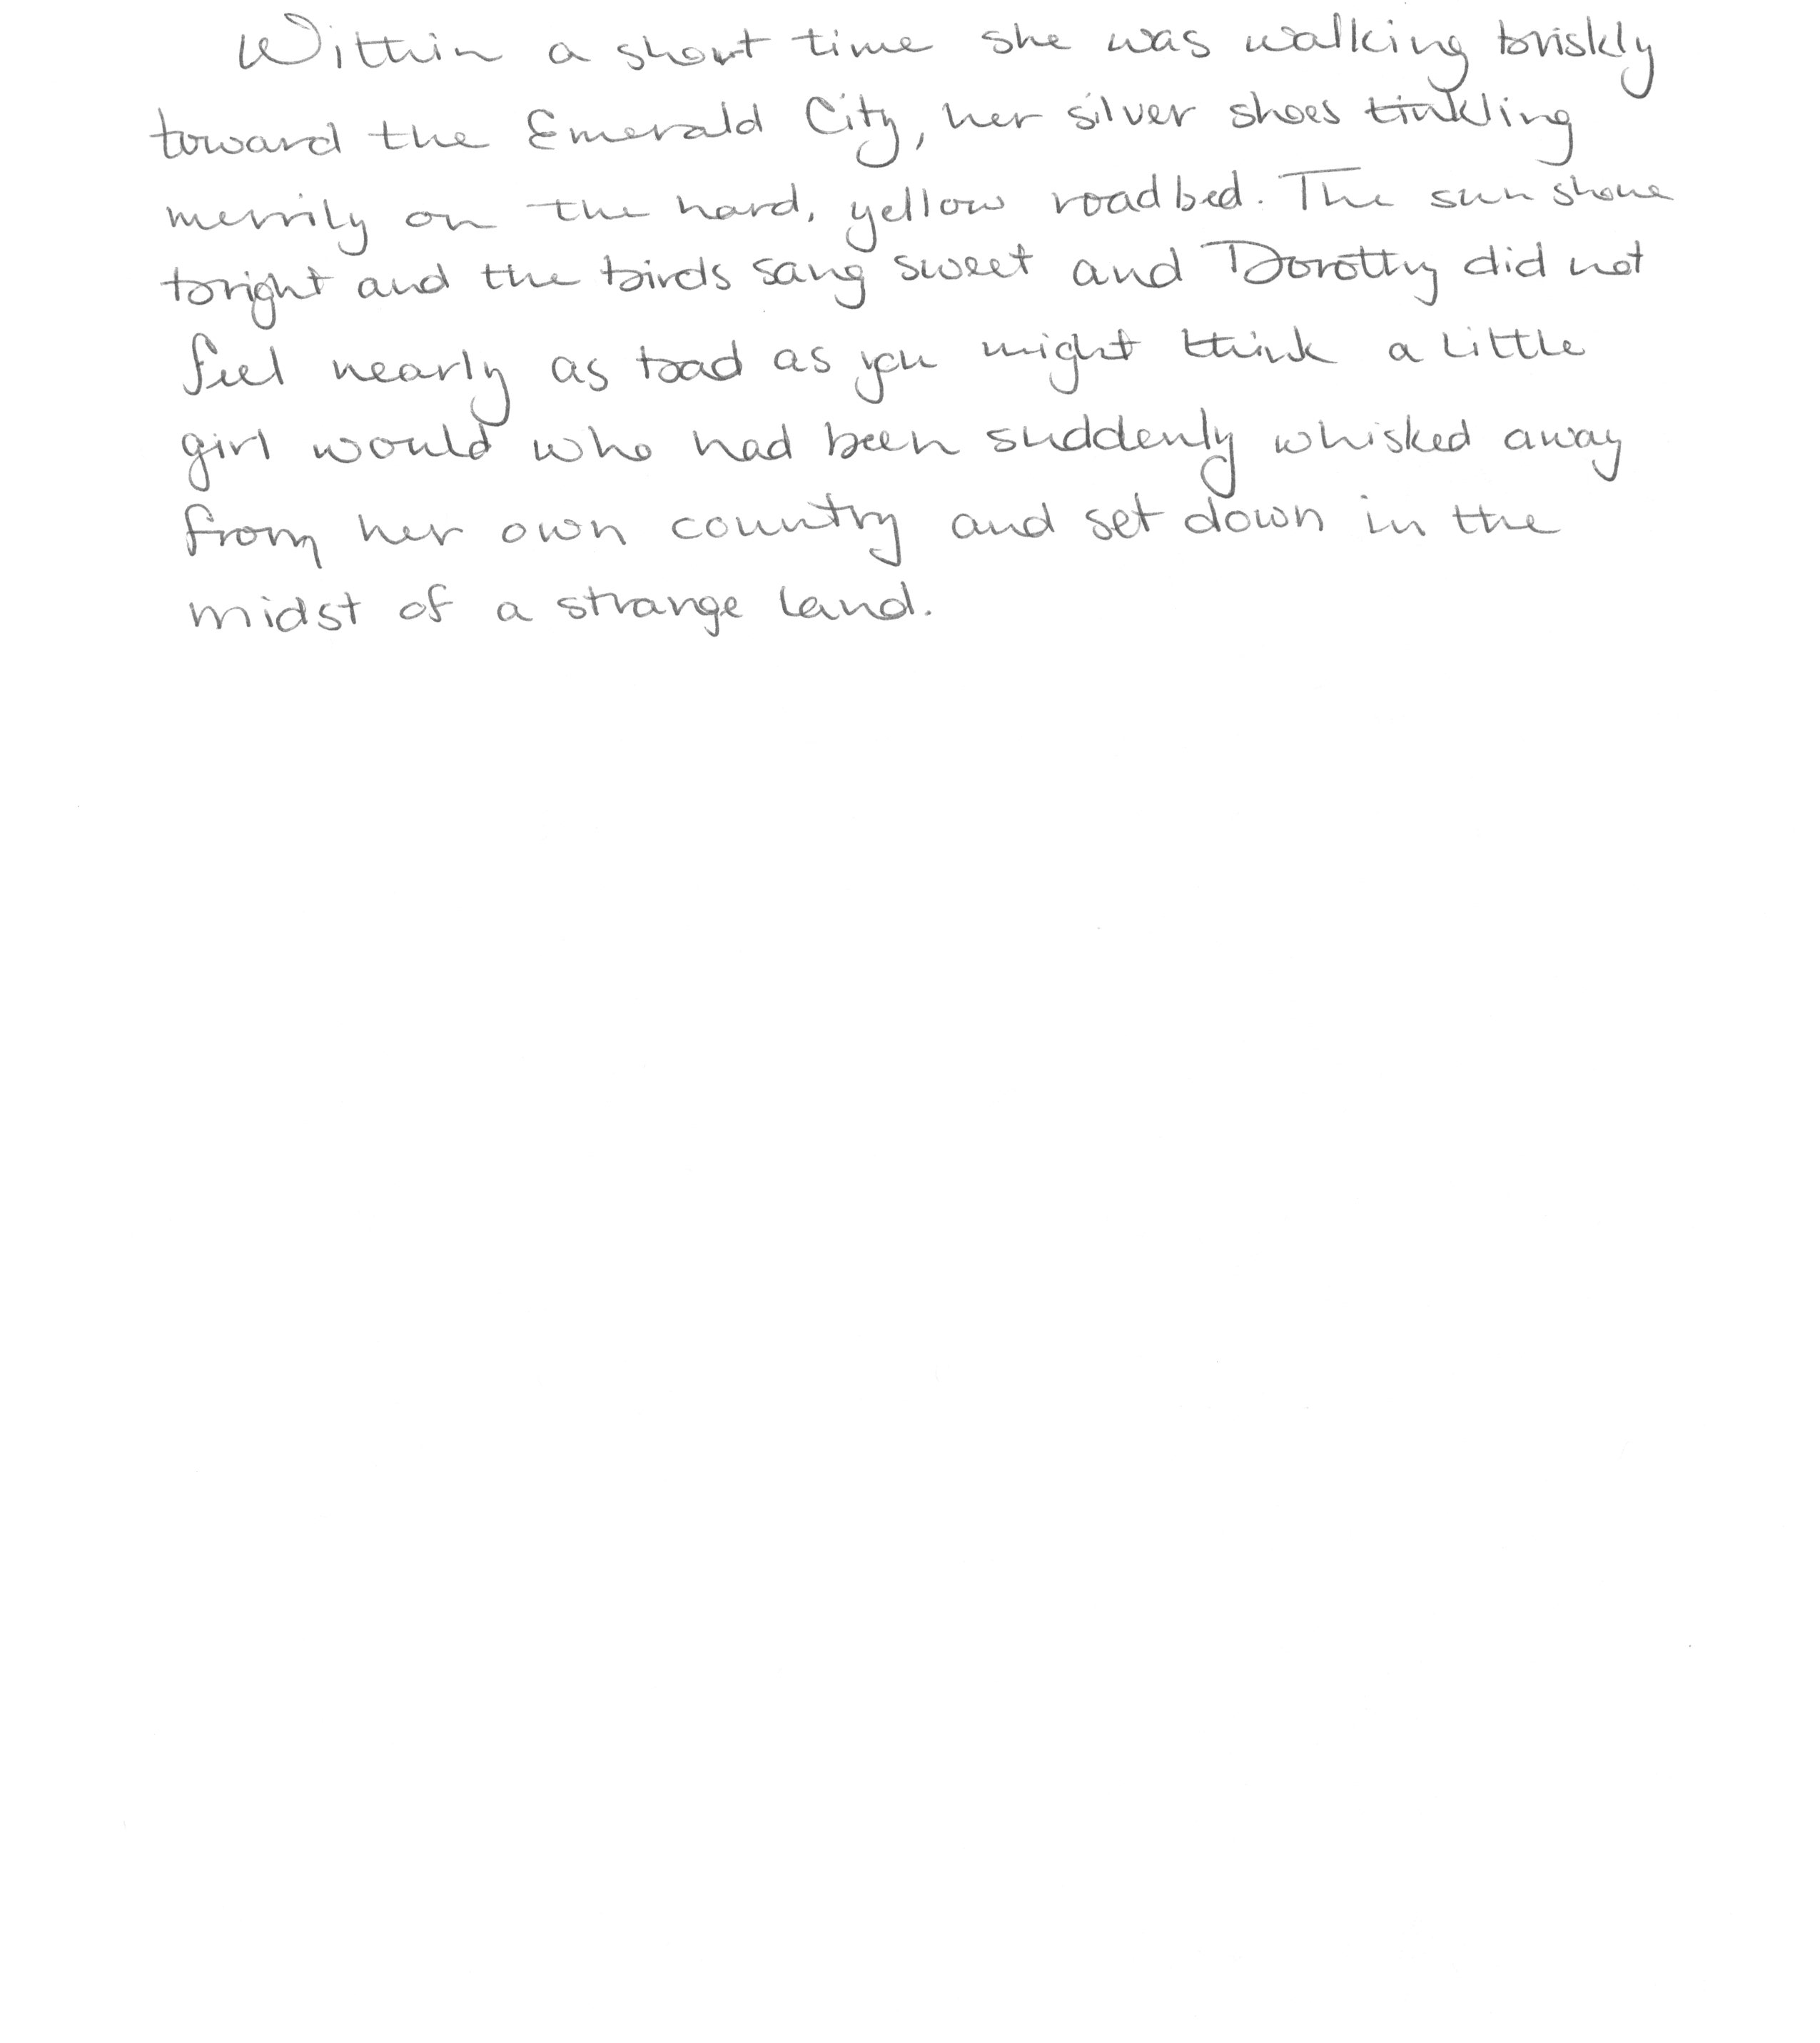 Within a short time she was walking briskly
toward the Emerald City, her silver shoes tinkling
merrily on the hard, yellow roadbed. The sun shone
bright and the birds sang sweet and Dorothy did not
feel nearly as bad as you might think a little
girl would who had been suddenly whisked away
from her own country and set down in the
midst of a strange land.